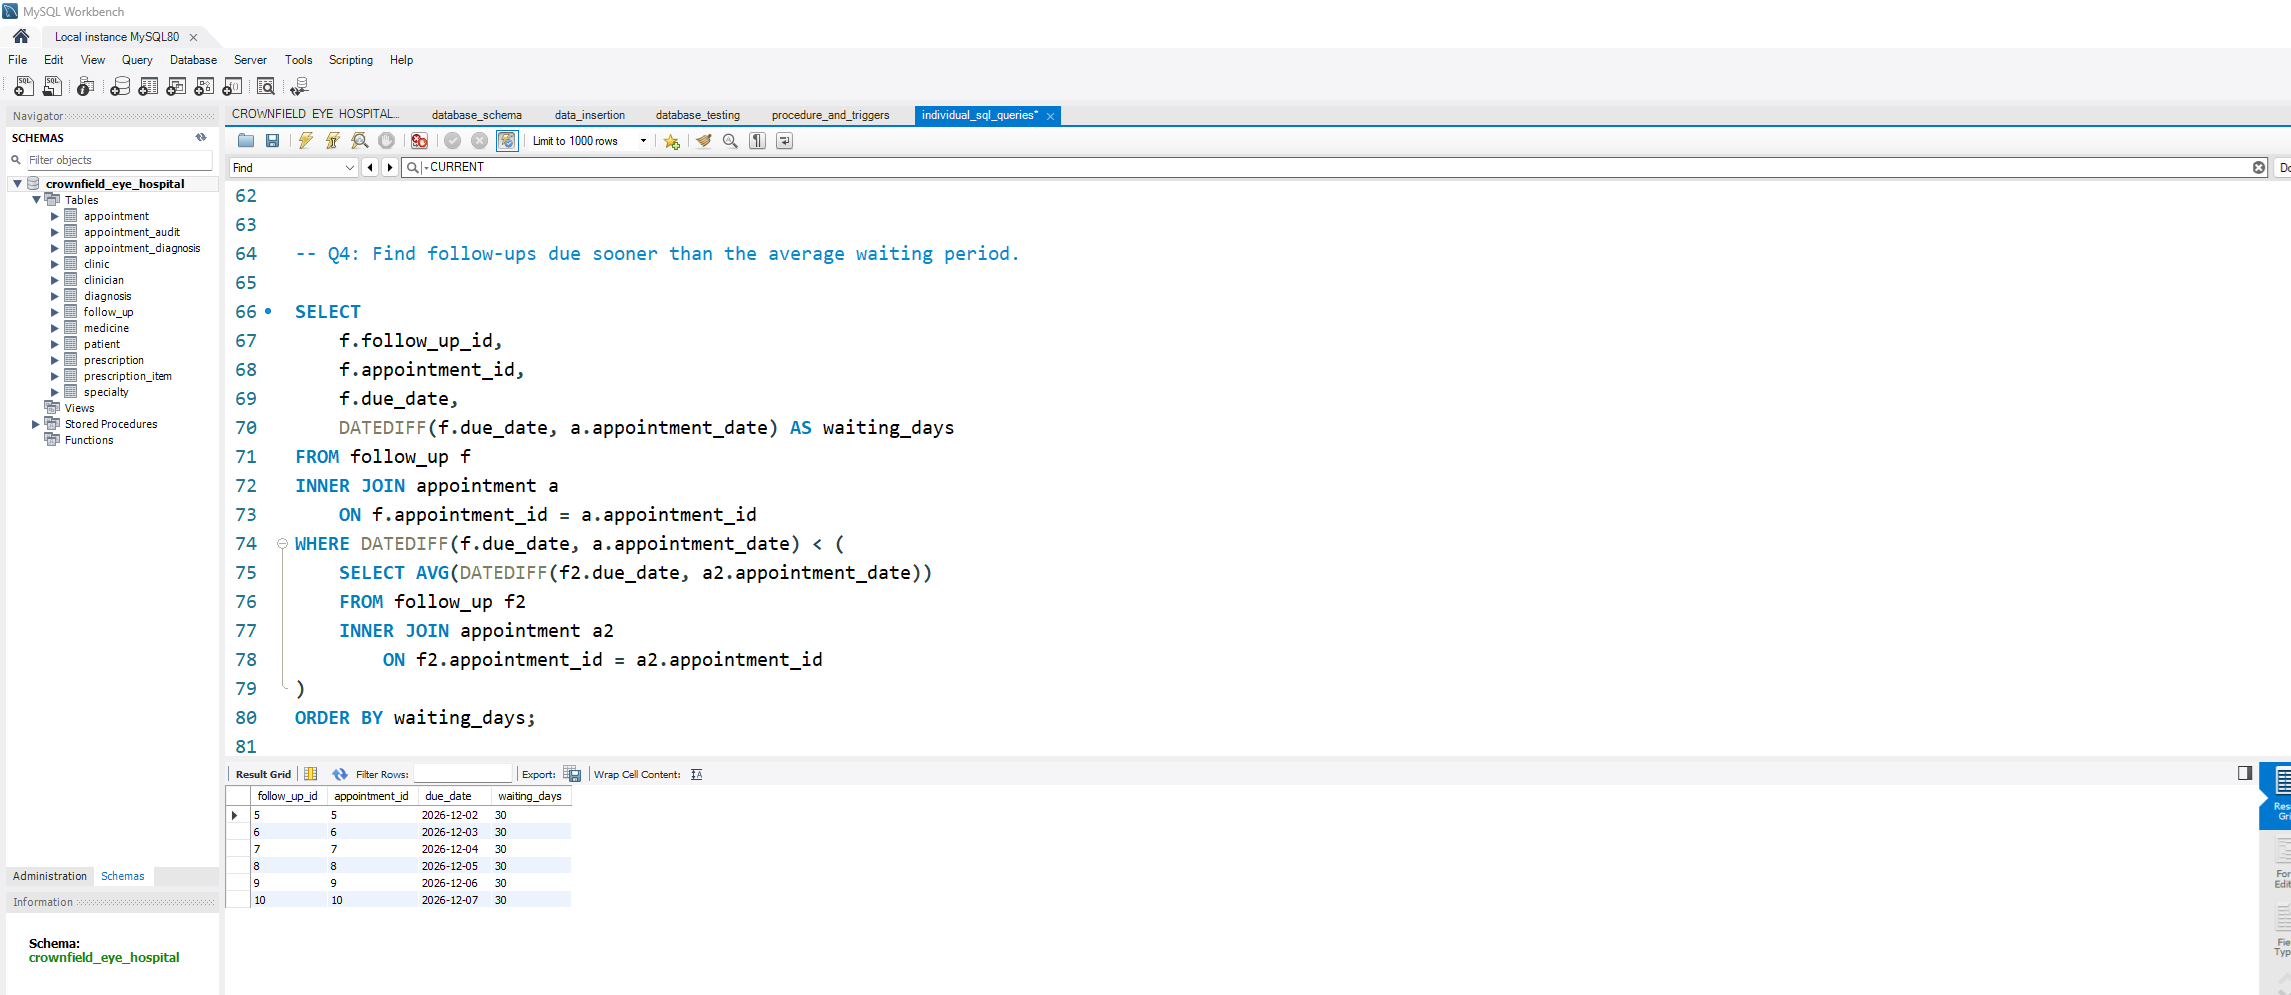 MySQL Workbench
Local instance MySQL80
File Edit View Query Database Server Tools Scripting Help
Navigator
SCHEMAS
Filter objects
crownfield_eye_hospital
Tables
appointment
appointment_audit
appointment_diagnosis
clinic
clinician
diagnosis
follow_up
medicine
patient
prescription
prescription_item
specialty
Views
Stored Procedures
Functions
Administration Schemas
Information
Schema:
crownfield_eye_hospital
CROWNFIELD_EYE_HOSPITAL... database_schema data_insertion database_testing procedure_and_triggers individual_sql_queries*
Limit to 1000 rows
Find CURRENT
62
63
64 -- Q4: Find follow-ups due sooner than the average waiting period.
65
66 SELECT
67 f.follow_up_id,
68 f.appointment_id,
69 f.due_date,
70 DATEDIFF(f.due_date, a.appointment_date) AS waiting_days
71 FROM follow_up f
72 INNER JOIN appointment a
73 ON f.appointment_id = a.appointment_id
74 WHERE DATEDIFF(f.due_date, a.appointment_date) < (
75 SELECT AVG(DATEDIFF(f2.due_date, a2.appointment_date))
76 FROM follow_up f2
77 INNER JOIN appointment a2
78 ON f2.appointment_id = a2.appointment_id
79 )
80 ORDER BY waiting_days;
81
Result Grid Filter Rows: Export: Wrap Cell Content:
follow_up_id appointment_id due_date waiting_days
5 5 2026-12-02 30
6 6 2026-12-03 30
7 7 2026-12-04 30
8 8 2026-12-05 30
9 9 2026-12-06 30
10 10 2026-12-07 30